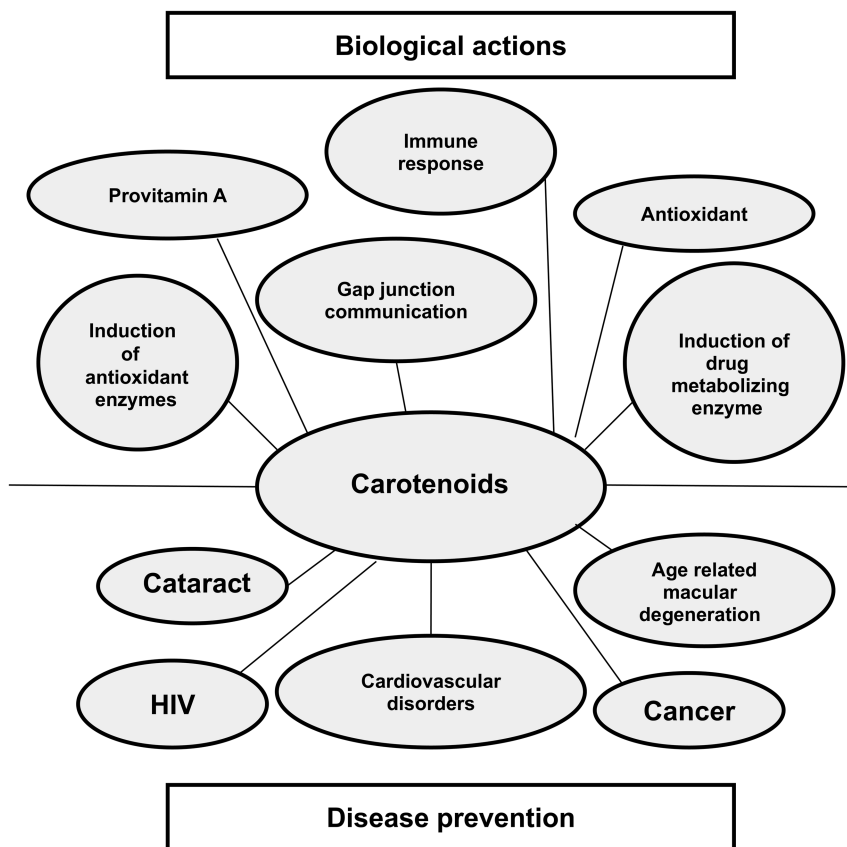 Biological actions
Immune
response
Provitamin A
Antioxidant
Gap junction
communication
Induction
of
antioxidant
enzymes
Induction of
drug
metabolizing
enzyme
Carotenoids
Cataract
Age related
macular
degeneration
HIV
Cardiovascular
disorders
Cancer
Disease prevention